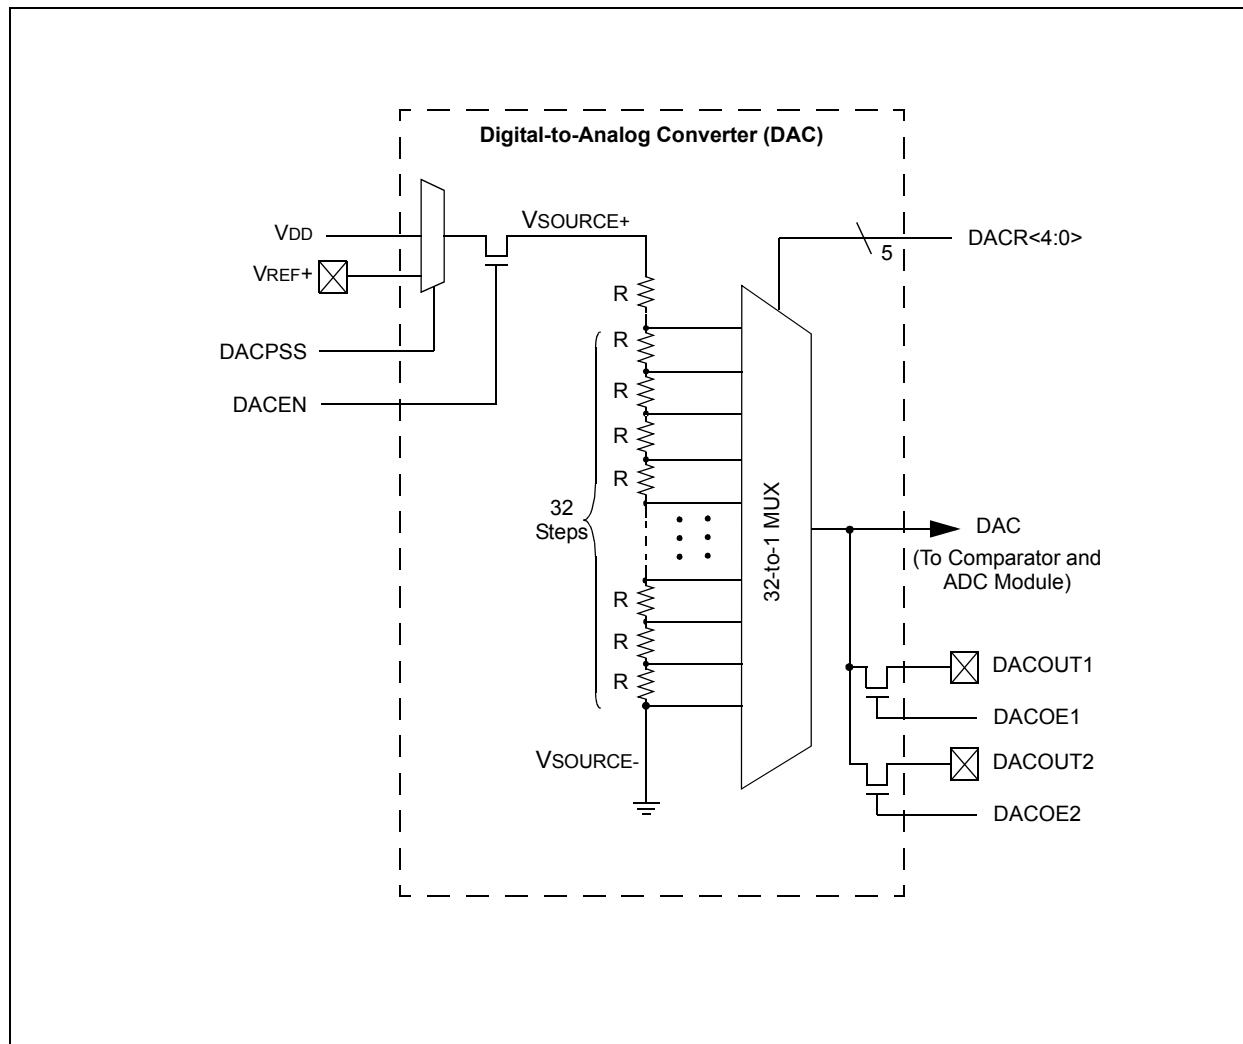 Digital-to-Analog Converter (DAC)
VDD
VREF+
VSOURCE+
DACR<4:0>
5
R
R
DACPSS
R
DACEN
R
R
32
Steps
32-to-1 MUX
DAC
(To Comparator and
ADC Module)
R
R
R
DACOUT1
DACOE1
VSOURCE-
DACOUT2
DACOE2